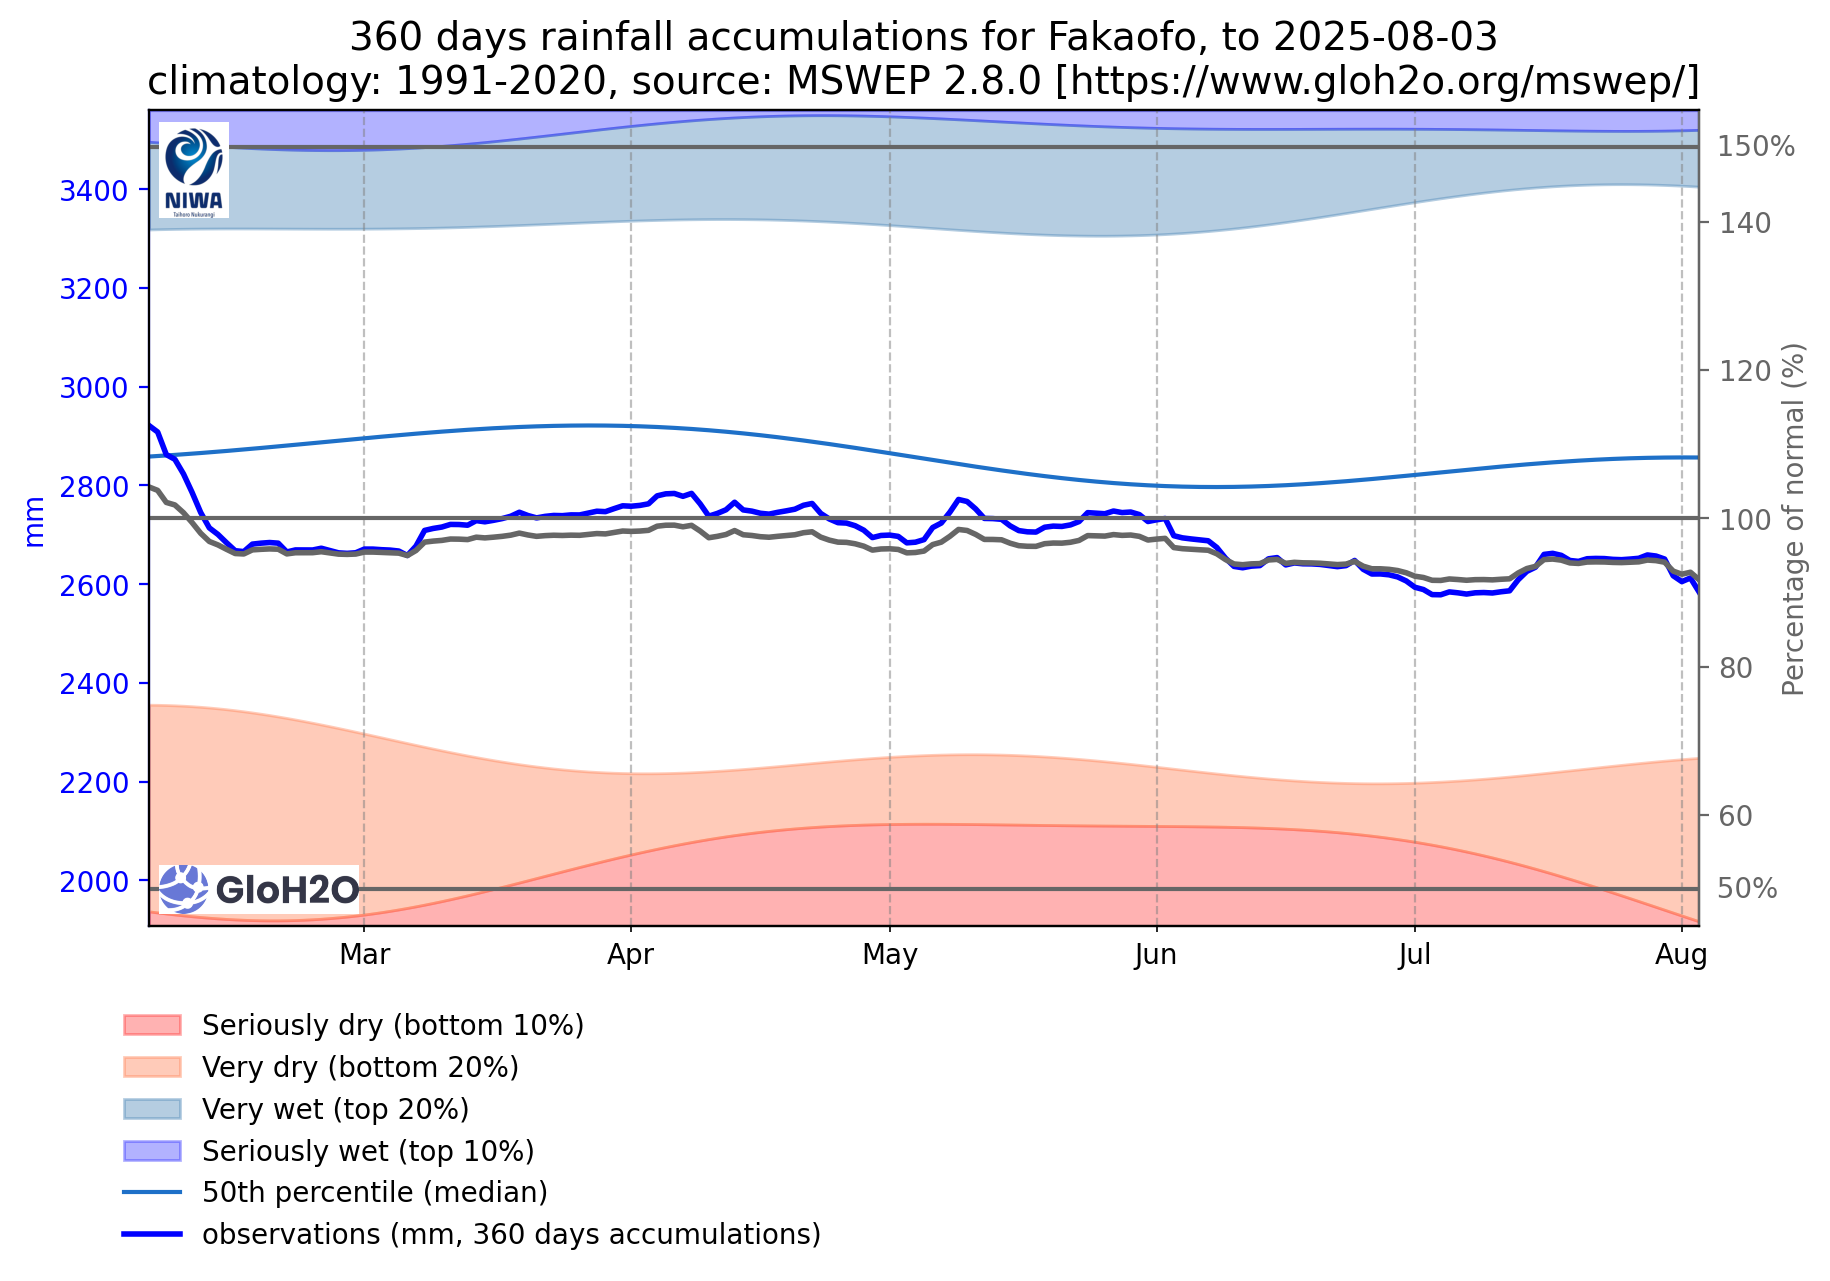 360 days rainfall accumulations for Fakaofo, to 2025-08-03
climatology: 1991-2020, source: MSWEP 2.8.0 [https://www.gloh2o.org/mswep/]
NIWA
Taihoro Nukurangi
150%
3400
140
3200
3000
120
Percentage of normal (%)
2800
mm
100
2600
2400
80
2200
60
2000
50%
GloH2O
Mar
Apr
May
Jun
Jul
Aug
Seriously dry (bottom 10%)
Very dry (bottom 20%)
Very wet (top 20%)
Seriously wet (top 10%)
50th percentile (median)
observations (mm, 360 days accumulations)